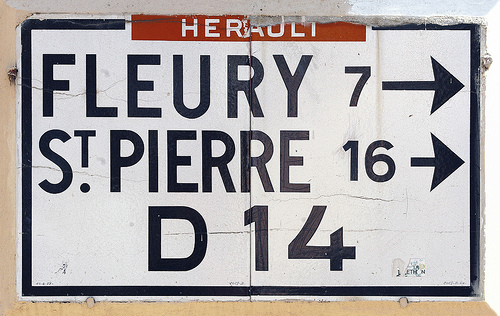 HERAULT
FLEURY 7
ST. PIERRE 16
D 14